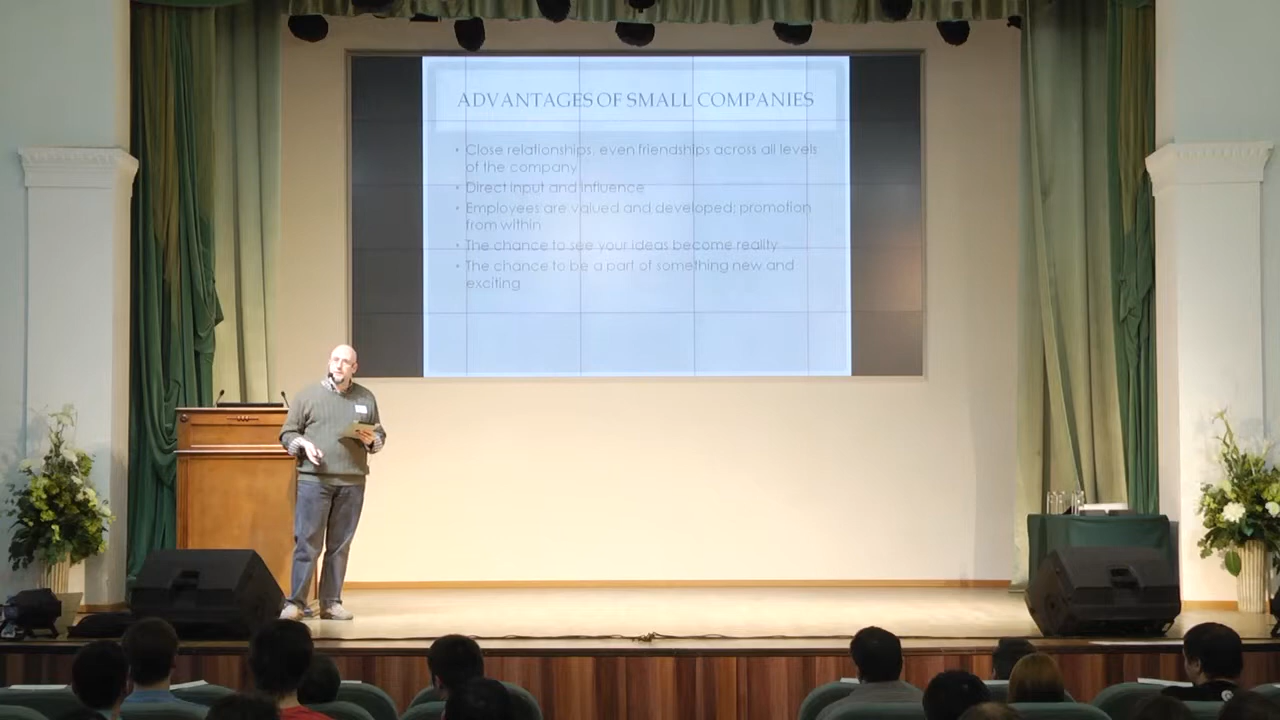 ADVANTAGES OF SMALL COMPANIES
• Close relationships, even friendships across all levels
of the company
• Direct input and influence
• Employees are valued and developed; promotion
from within
• The chance to see your ideas become reality
• The chance to be a part of something new and
exciting